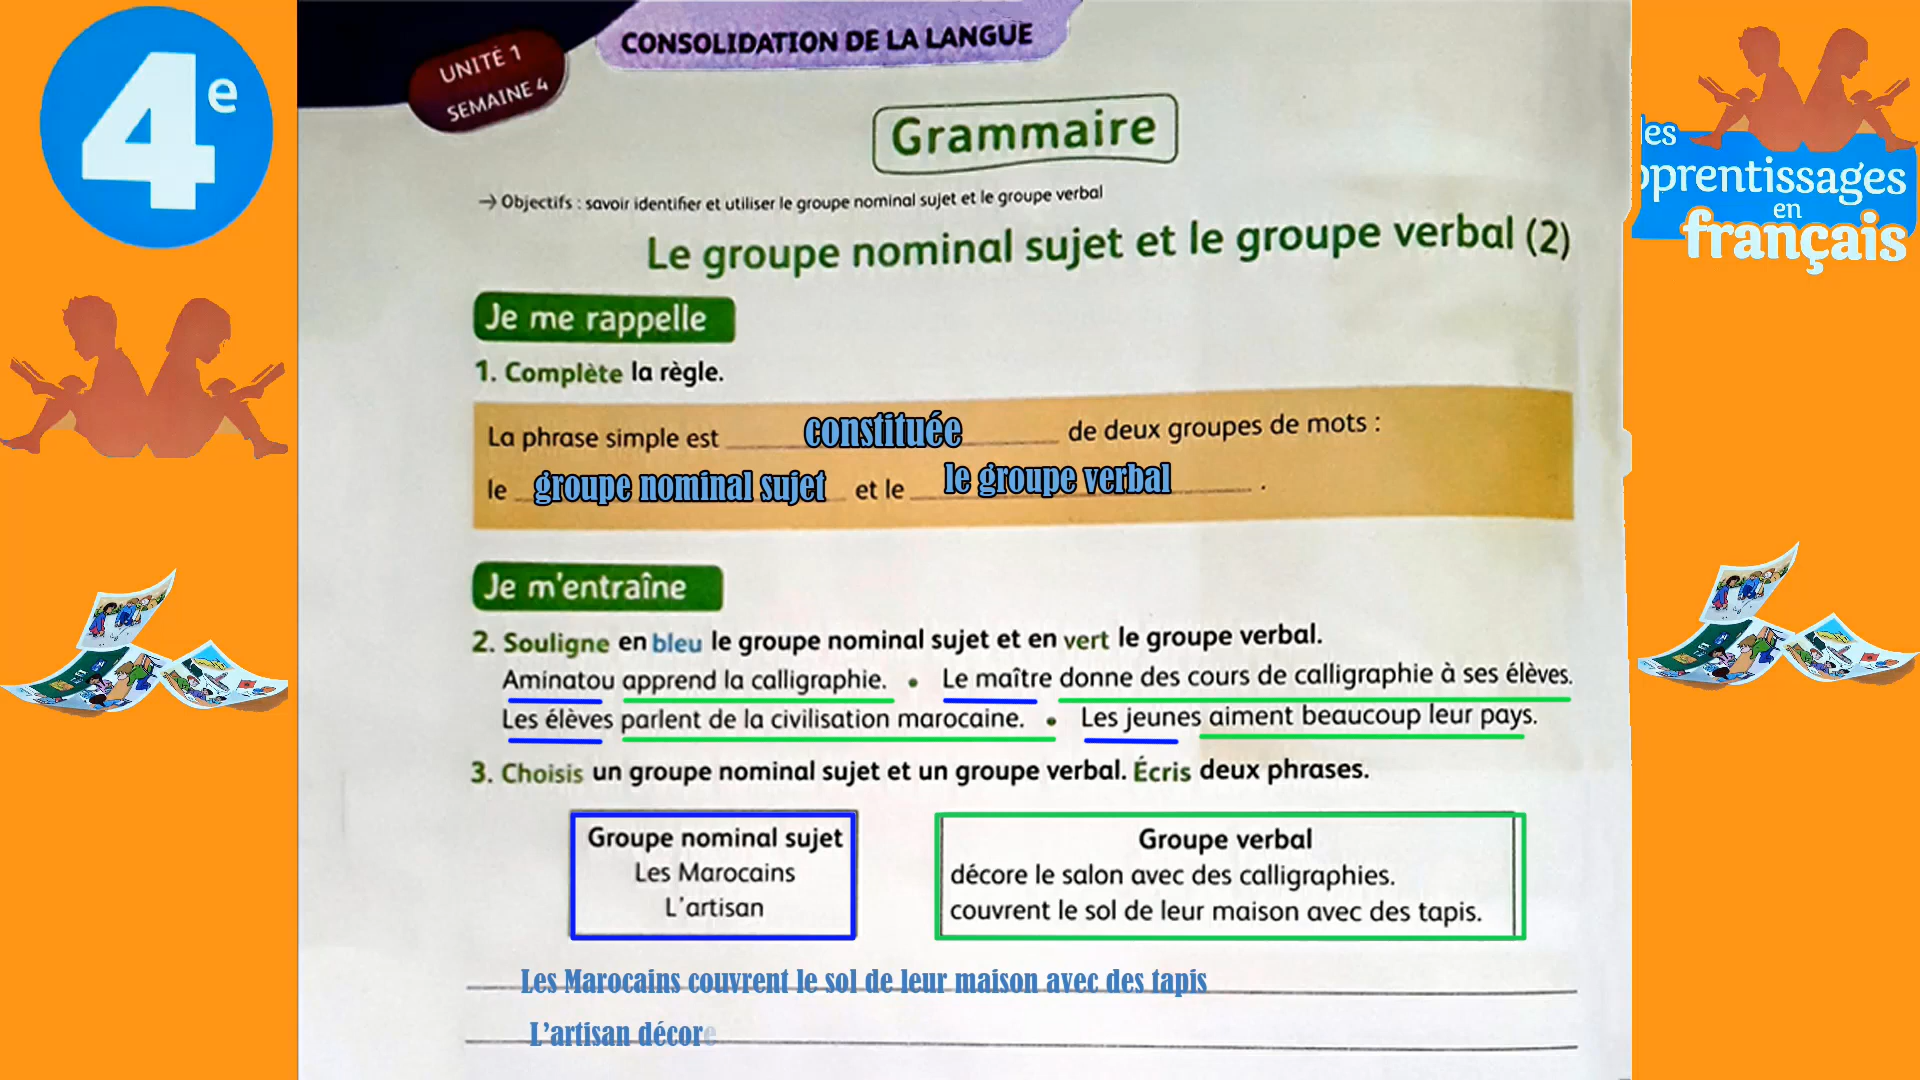 4e
UNITÉ 1
SEMAINE 4
CONSOLIDATION DE LA LANGUE
les
pprentissages
en
français
Grammaire
→ Objectifs : savoir identifier et utiliser le groupe nominal sujet et le groupe verbal
Le groupe nominal sujet et le groupe verbal (2)
Je me rappelle
1. Complète la règle.
La phrase simple est constituée de deux groupes de mots :
le groupe nominal sujet et le le groupe verbal .
Je m'entraîne
2. Souligne en bleu le groupe nominal sujet et en vert le groupe verbal.
Aminatou apprend la calligraphie. • Le maître donne des cours de calligraphie à ses élèves.
Les élèves parlent de la civilisation marocaine. • Les jeunes aiment beaucoup leur pays.
3. Choisis un groupe nominal sujet et un groupe verbal. Écris deux phrases.
Groupe nominal sujet
Les Marocains
L'artisan
Groupe verbal
décore le salon avec des calligraphies.
couvrent le sol de leur maison avec des tapis.
Les Marocains couvrent le sol de leur maison avec des tapis
L'artisan décore